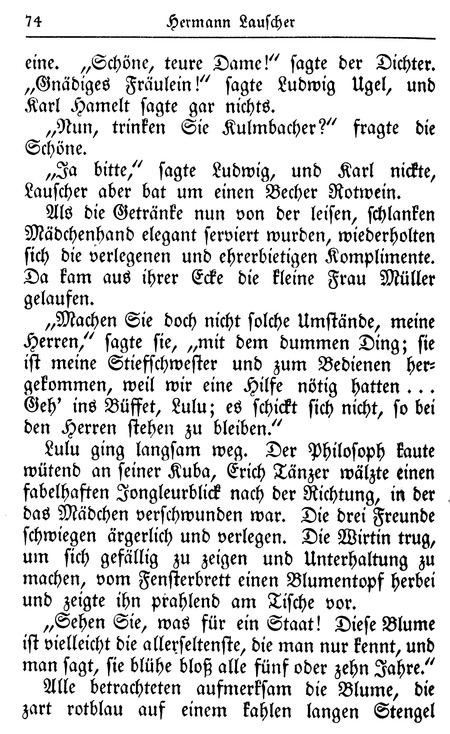 74 Hermann Lauscher
eine. „Schöne, teure Dame!“ sagte der Dichter.
„Gnädiges Fräulein!“ sagte Ludwig Ugel, und
Karl Hamelt sagte gar nichts.
„Nun, trinken Sie Kulmbacher?“ fragte die
Schöne.
„Ja bitte,“ sagte Ludwig, und Karl nickte,
Lauscher aber bat um einen Becher Rotwein.
Als die Getränke nun von der leisen, schlanken
Mädchenhand elegant serviert wurden, wiederholten
sich die verlegenen und ehrerbietigen Komplimente.
Da kam aus ihrer Ecke die kleine Frau Müller
gelaufen.
„Machen Sie doch nicht solche Umstände, meine
Herren,“ sagte sie, „mit dem dummen Ding; sie
ist meine Stiefschwester und zum Bedienen her-
gekommen, weil wir eine Hilfe nötig hatten ...
Geh' ins Büffet, Lulu; es schickt sich nicht, so bei
den Herren stehen zu bleiben.“
Lulu ging langsam weg. Der Philosoph kaute
wütend an seiner Kuba, Erich Tänzer wälzte einen
fabelhaften Jongleurblick nach der Richtung, in der
das Mädchen verschwunden war. Die drei Freunde
schwiegen ärgerlich und verlegen. Die Wirtin trug,
um sich gefällig zu zeigen und Unterhaltung zu
machen, vom Fensterbrett einen Blumentopf herbei
und zeigte ihn prahlend am Tische vor.
„Sehen Sie, was für ein Staat! Diese Blume
ist vielleicht die allerseltenste, die man nur kennt, und
man sagt, sie blühe bloß alle fünf oder zehn Jahre.“
Alle betrachteten aufmerksam die Blume, die
zart rotblau auf einem kahlen langen Stengel